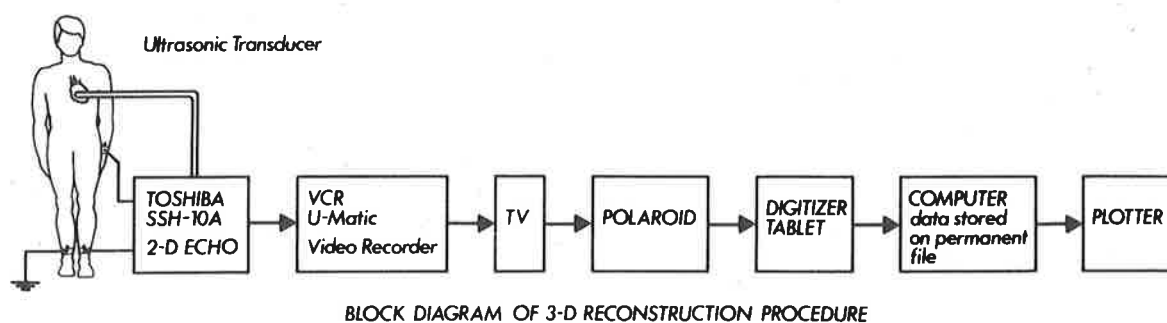 Ultrasonic Transducer
TOSHIBA
SSH-10A
2-D ECHO
VCR
U-Matic
Video Recorder
TV
POLAROID
DIGITIZER
TABLET
COMPUTER
data stored
on permanent
file
PLOTTER
BLOCK DIAGRAM OF 3-D RECONSTRUCTION PROCEDURE